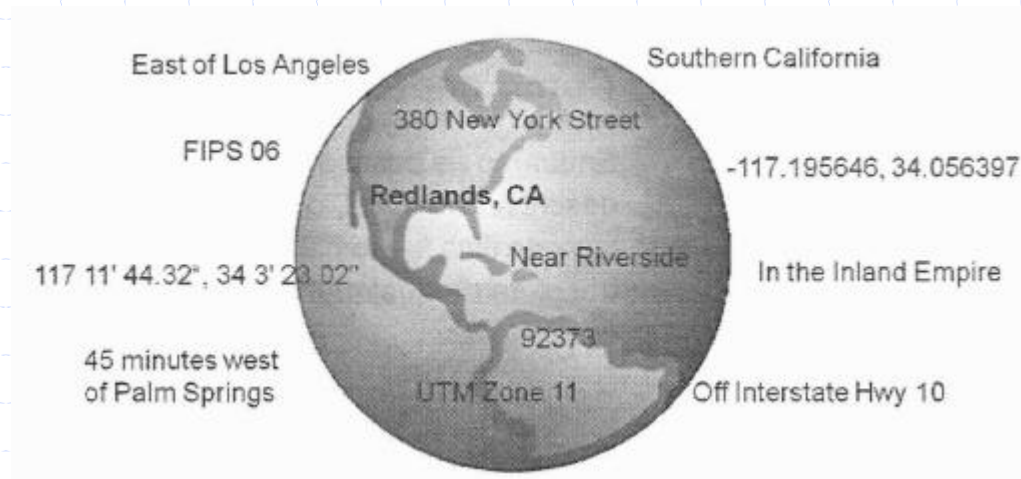 East of Los Angeles
Southern California
380 New York Street
FIPS 06
-117.195646, 34.056397
Redlands, CA
Near Riverside
117 11' 44.32", 34 3' 23.02"
In the Inland Empire
92373
45 minutes west
of Palm Springs
UTM Zone 11
Off Interstate Hwy 10